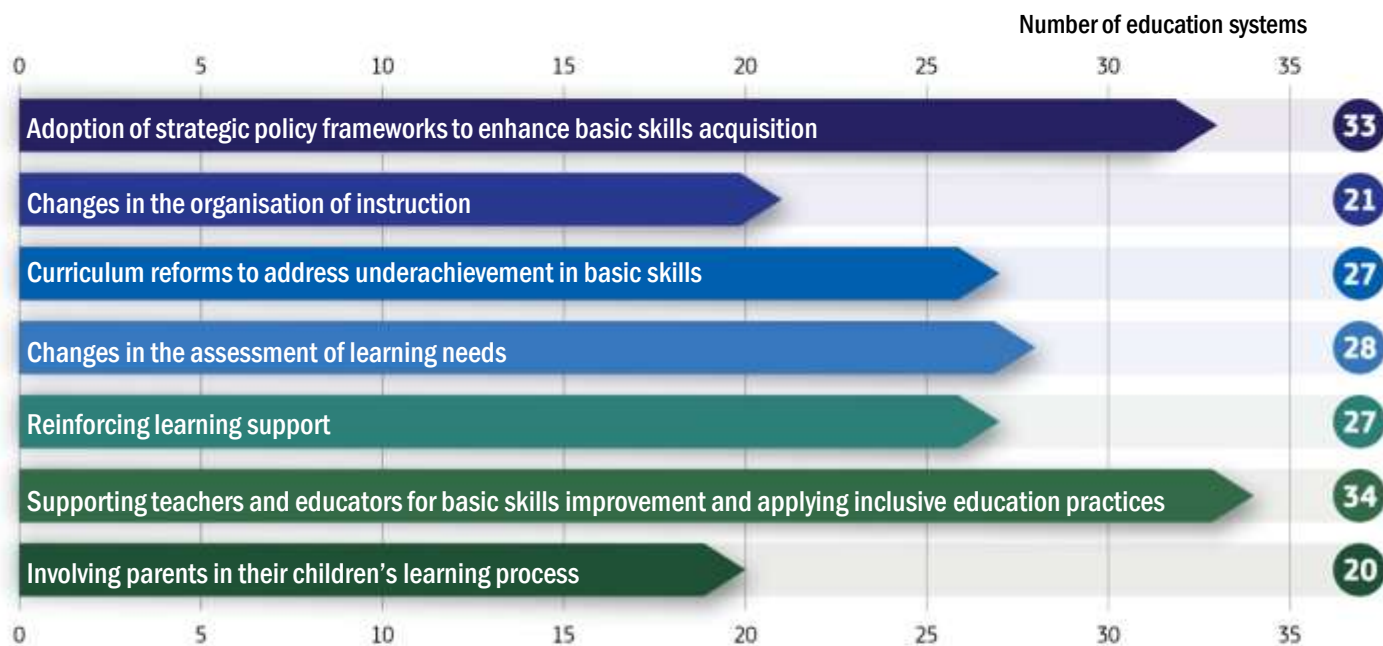 Number of education systems
0 5 10 15 20 25 30 35
Adoption of strategic policy frameworks to enhance basic skills acquisition 33
Changes in the organisation of instruction 21
Curriculum reforms to address underachievement in basic skills 27
Changes in the assessment of learning needs 28
Reinforcing learning support 27
Supporting teachers and educators for basic skills improvement and applying inclusive education practices 34
Involving parents in their children’s learning process 20
0 5 10 15 20 25 30 35